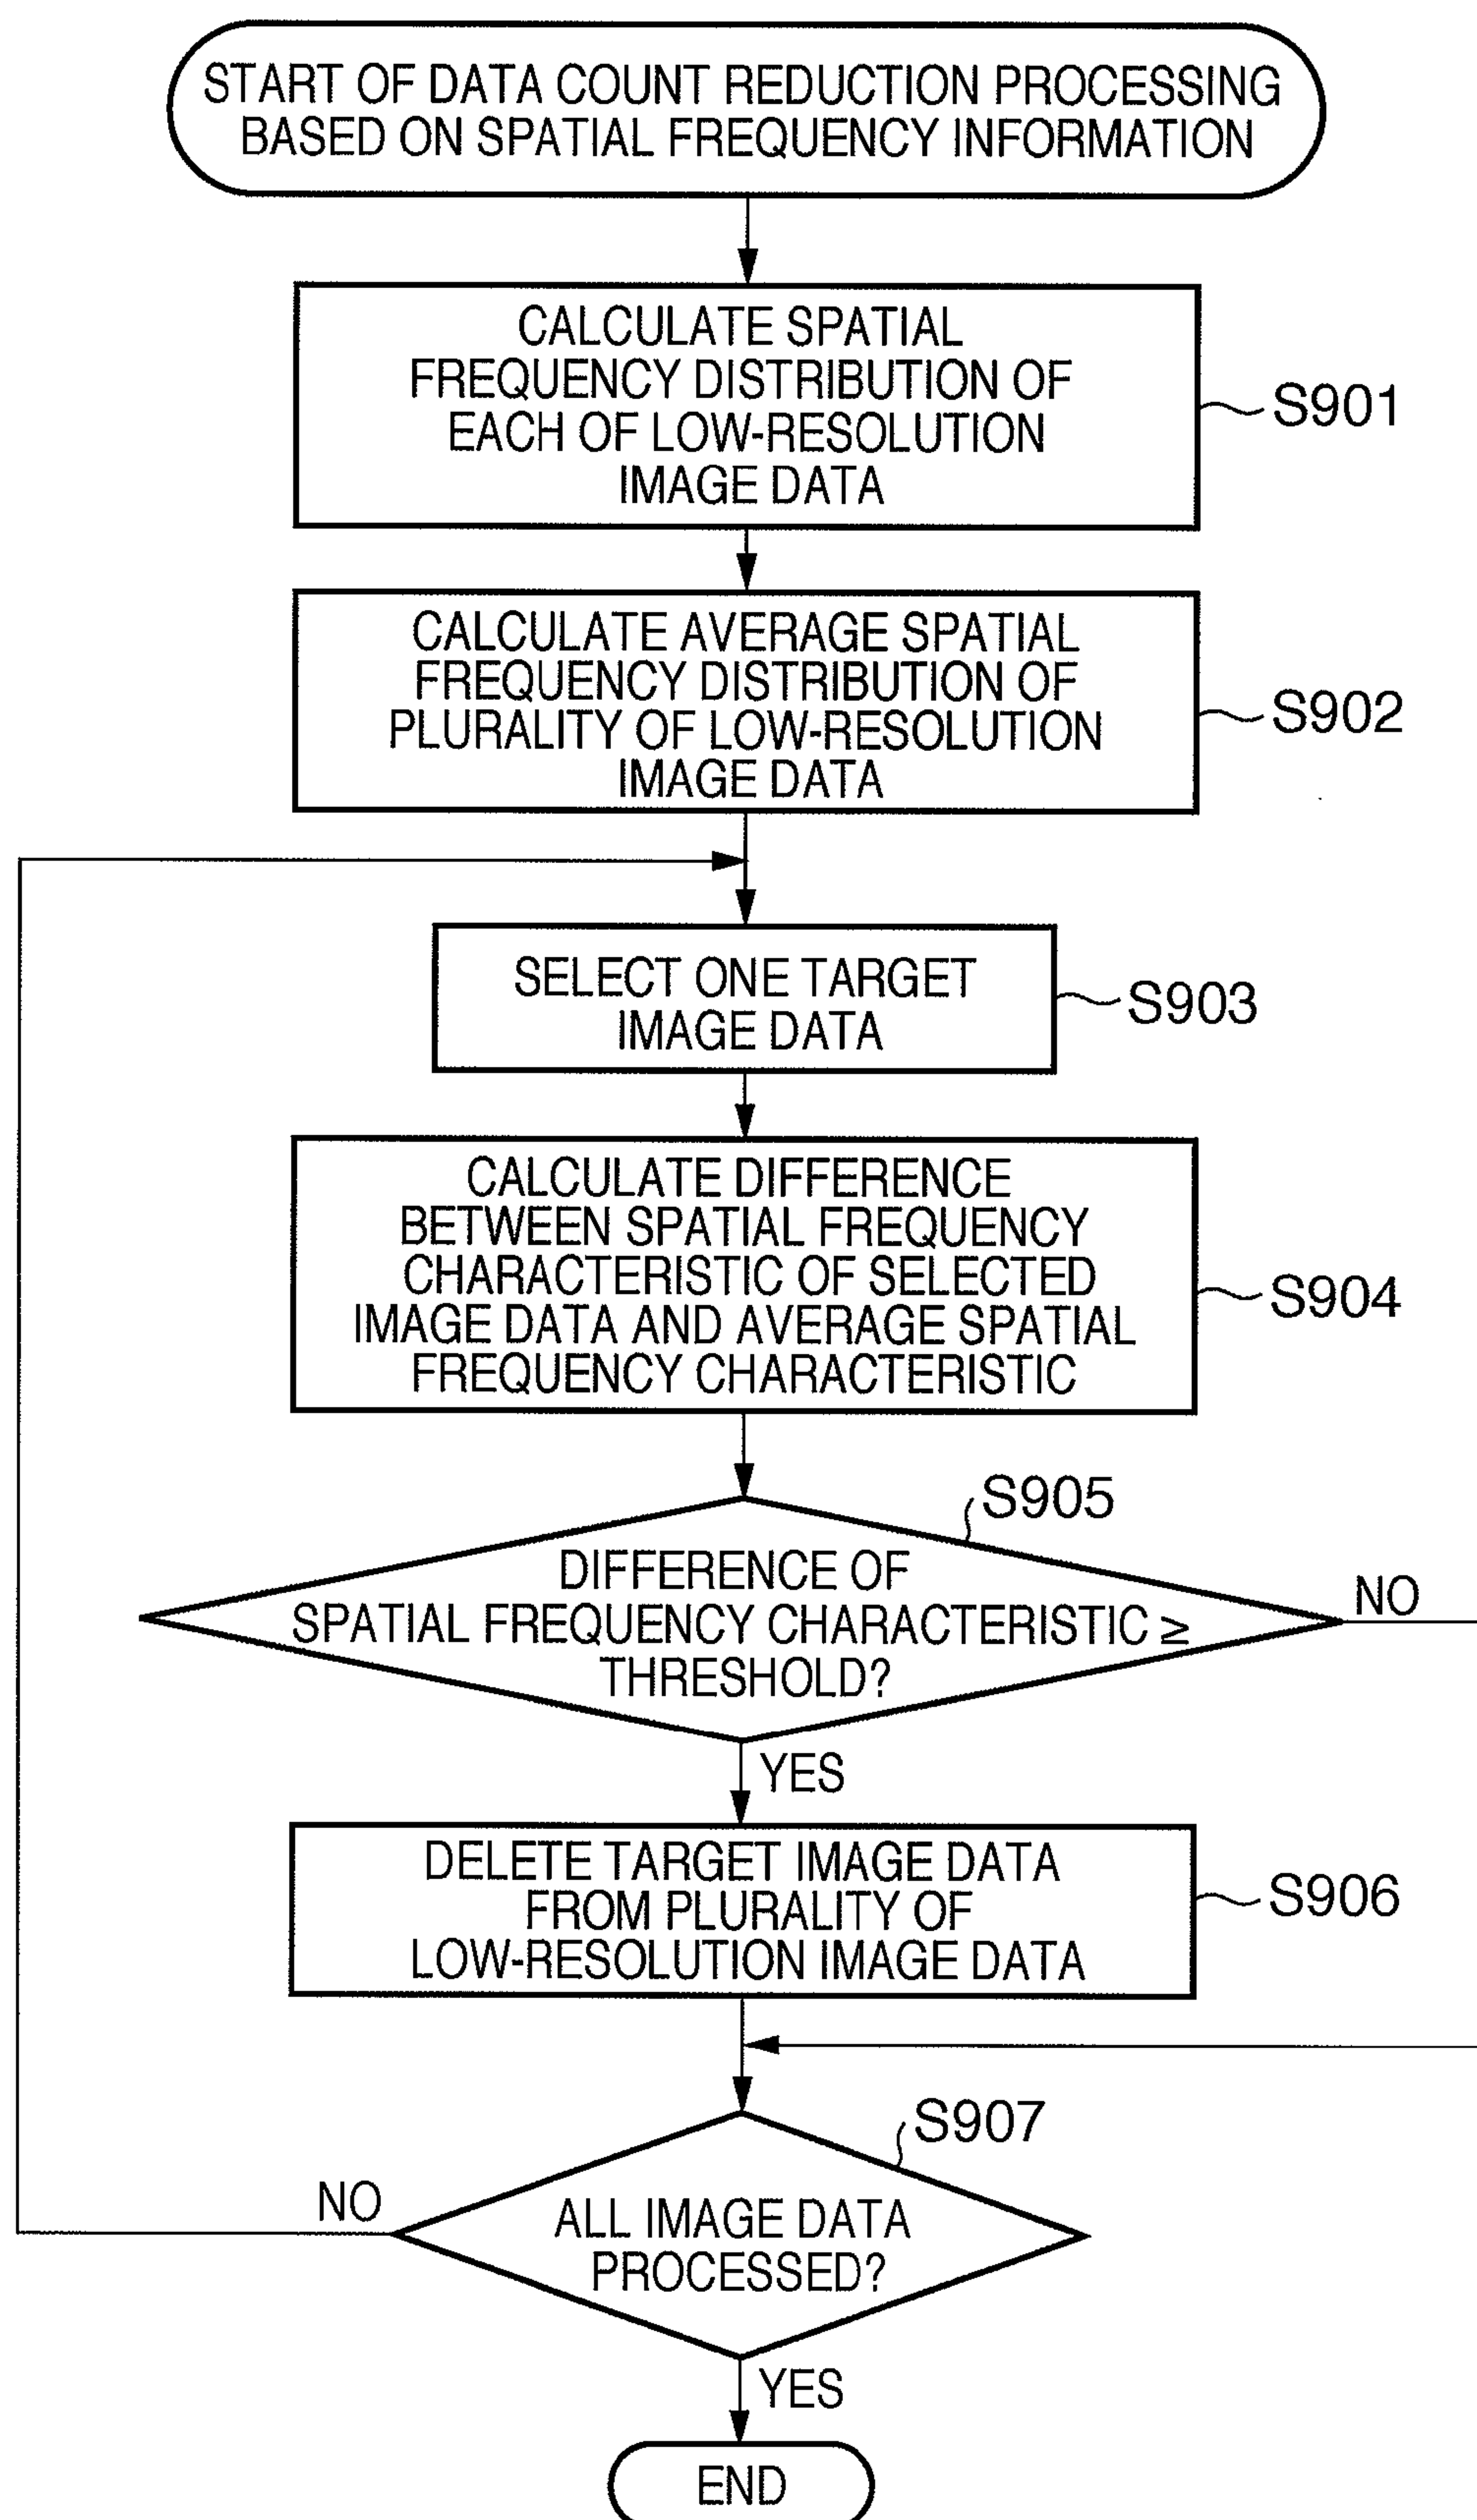 START OF DATA COUNT REDUCTION PROCESSING
BASED ON SPATIAL FREQUENCY INFORMATION
CALCULATE SPATIAL
FREQUENCY DISTRIBUTION OF
EACH OF LOW-RESOLUTION
IMAGE DATA
S901
CALCULATE AVERAGE SPATIAL
FREQUENCY DISTRIBUTION OF
PLURALITY OF LOW-RESOLUTION
IMAGE DATA
S902
SELECT ONE TARGET
IMAGE DATA
S903
CALCULATE DIFFERENCE
BETWEEN SPATIAL FREQUENCY
CHARACTERISTIC OF SELECTED
IMAGE DATA AND AVERAGE SPATIAL
FREQUENCY CHARACTERISTIC
S904
S905
DIFFERENCE OF
SPATIAL FREQUENCY CHARACTERISTIC ≥
THRESHOLD?
NO
YES
DELETE TARGET IMAGE DATA
FROM PLURALITY OF
LOW-RESOLUTION IMAGE DATA
S906
S907
NO
ALL IMAGE DATA
PROCESSED?
YES
END